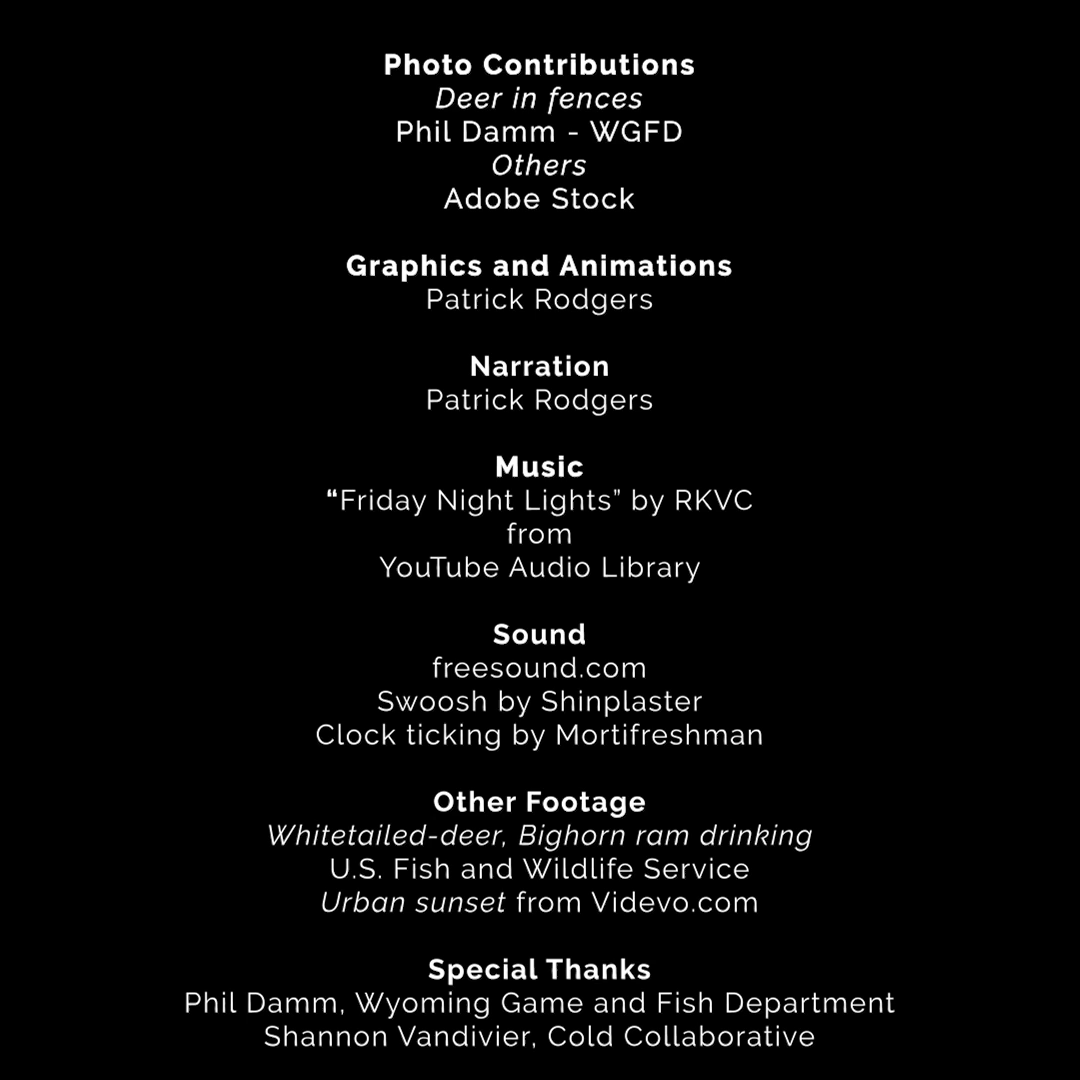 Photo Contributions
Deer in fences
Phil Damm - WGFD
Others
Adobe Stock
Graphics and Animations
Patrick Rodgers
Narration
Patrick Rodgers
Music
“Friday Night Lights” by RKVC
from
YouTube Audio Library
Sound
freesound.com
Swoosh by Shinplaster
Clock ticking by Mortifreshman
Other Footage
Whitetailed-deer, Bighorn ram drinking
U.S. Fish and Wildlife Service
Urban sunset from Videvo.com
Special Thanks
Phil Damm, Wyoming Game and Fish Department
Shannon Vandivier, Cold Collaborative